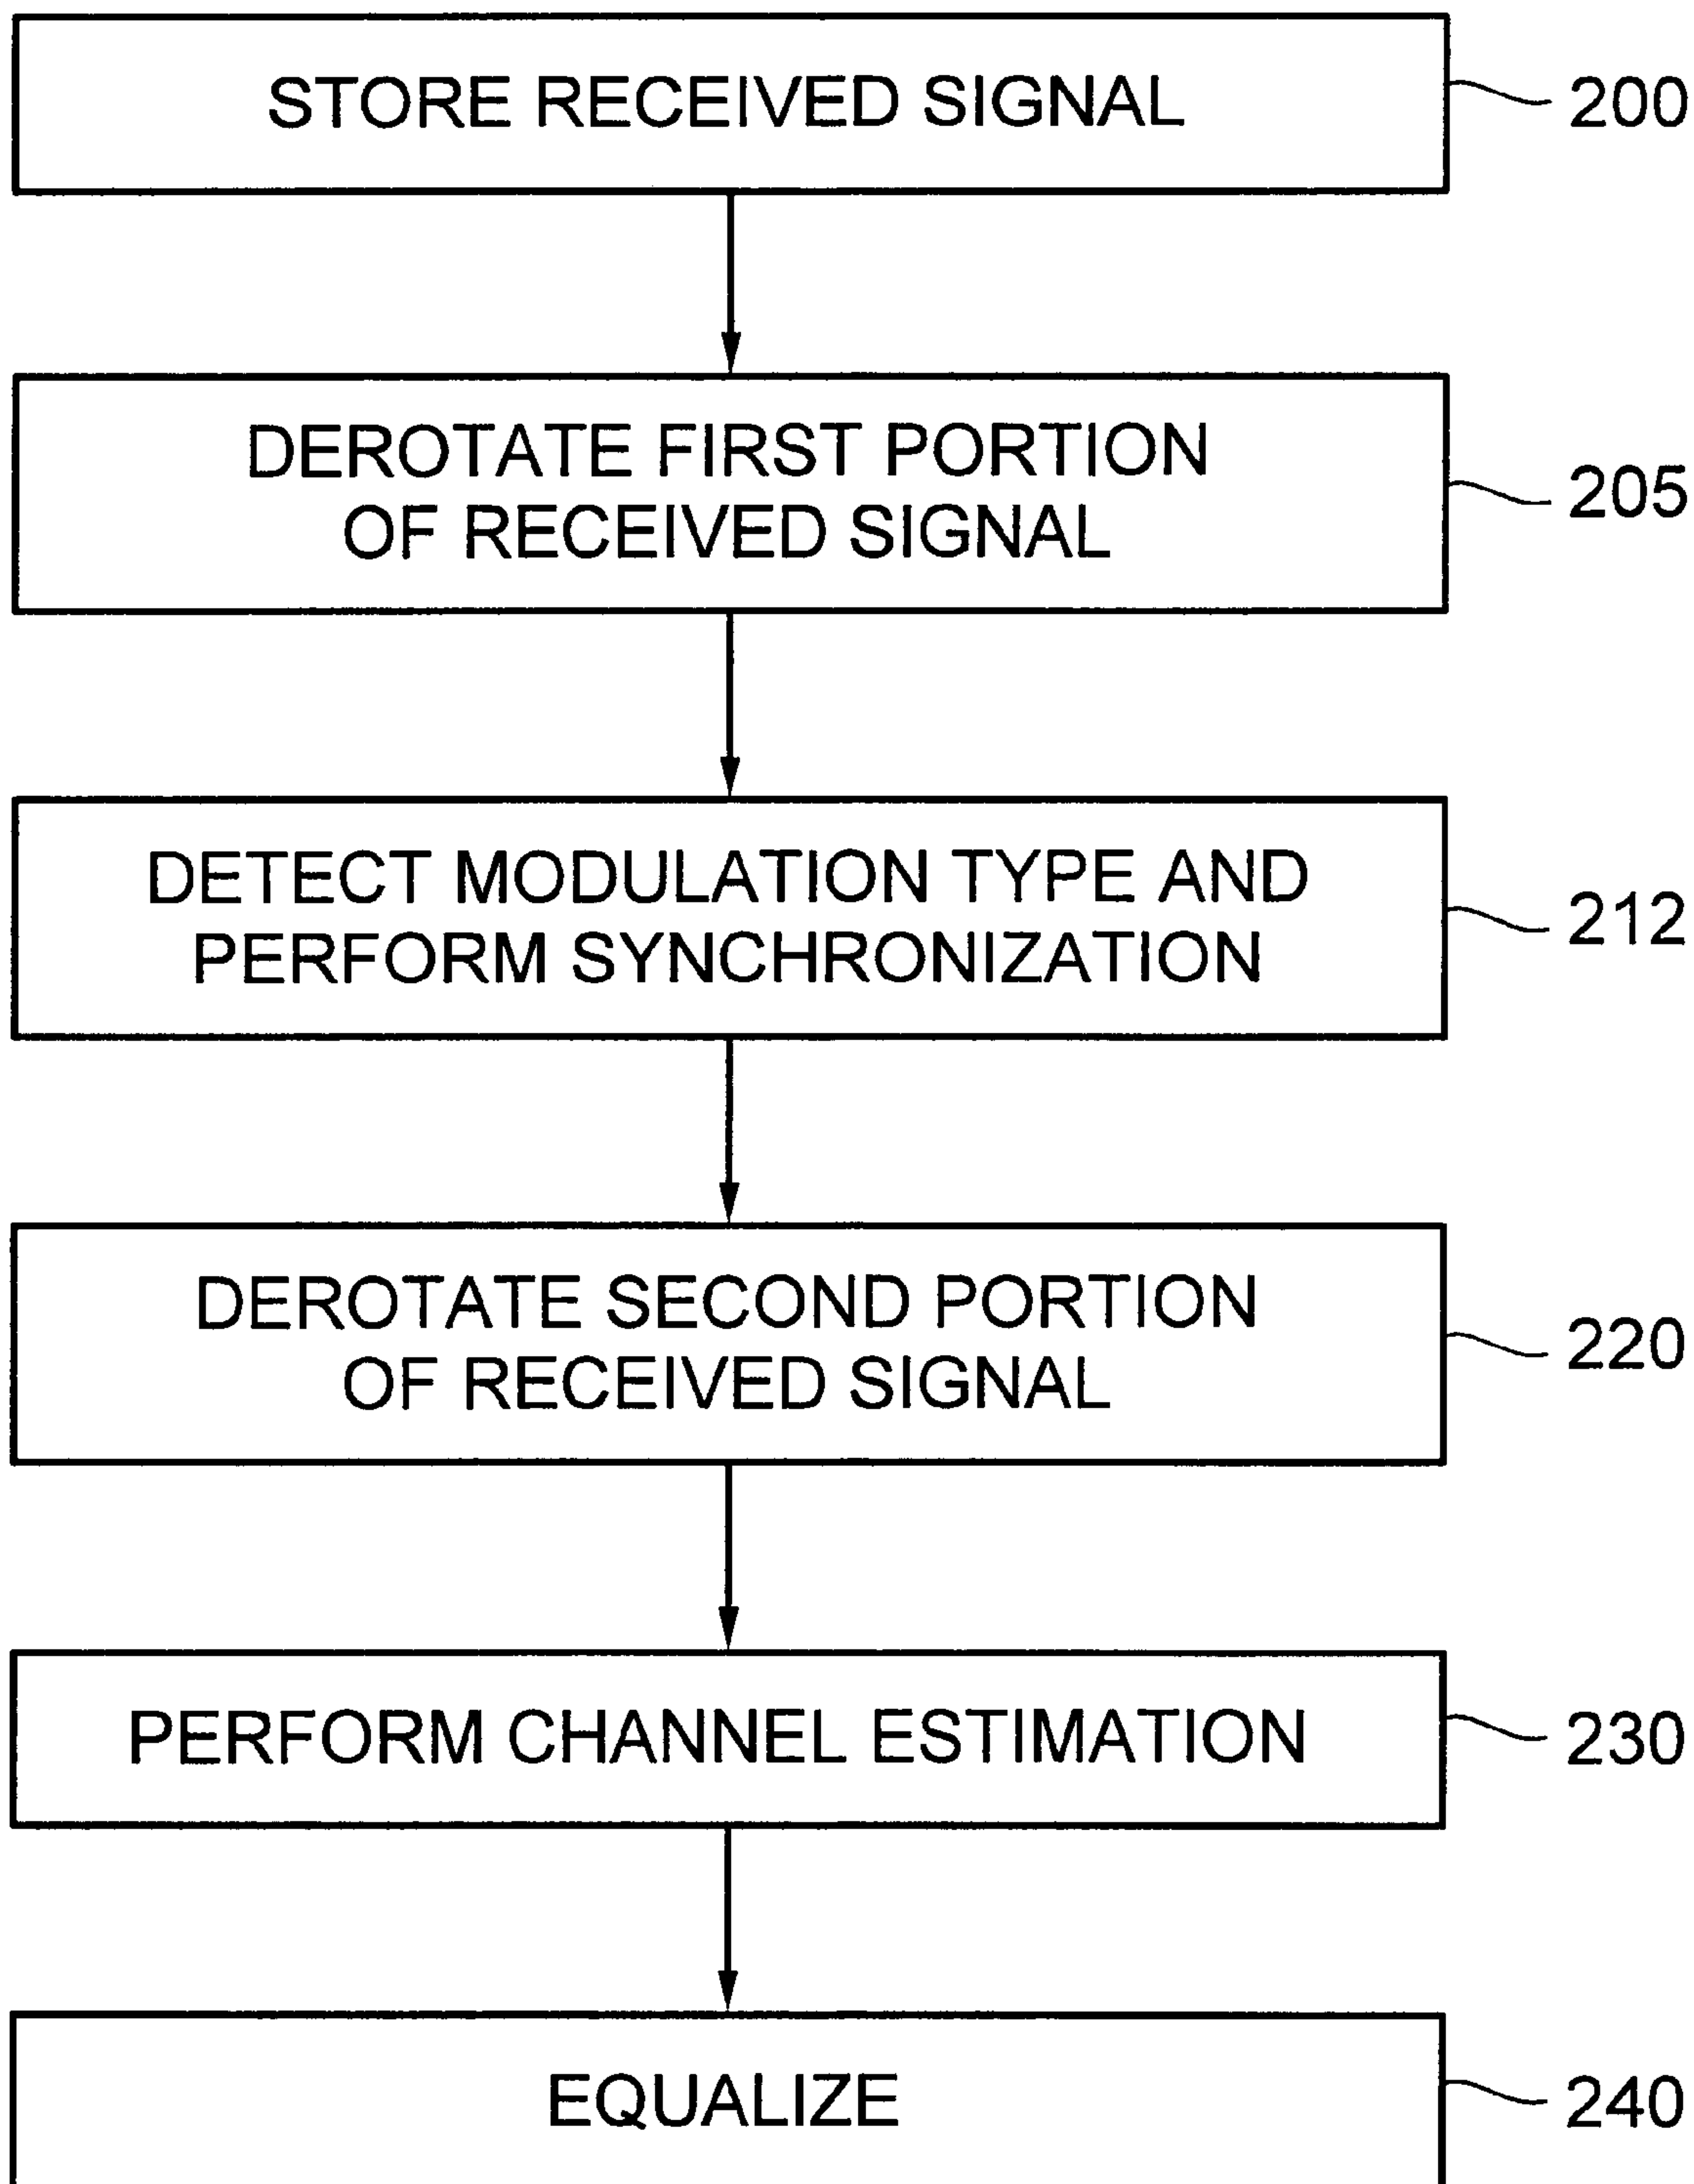 STORE RECEIVED SIGNAL
200
DEROTATE FIRST PORTION
OF RECEIVED SIGNAL
205
DETECT MODULATION TYPE AND
PERFORM SYNCHRONIZATION
212
DEROTATE SECOND PORTION
OF RECEIVED SIGNAL
220
PERFORM CHANNEL ESTIMATION
230
EQUALIZE
240